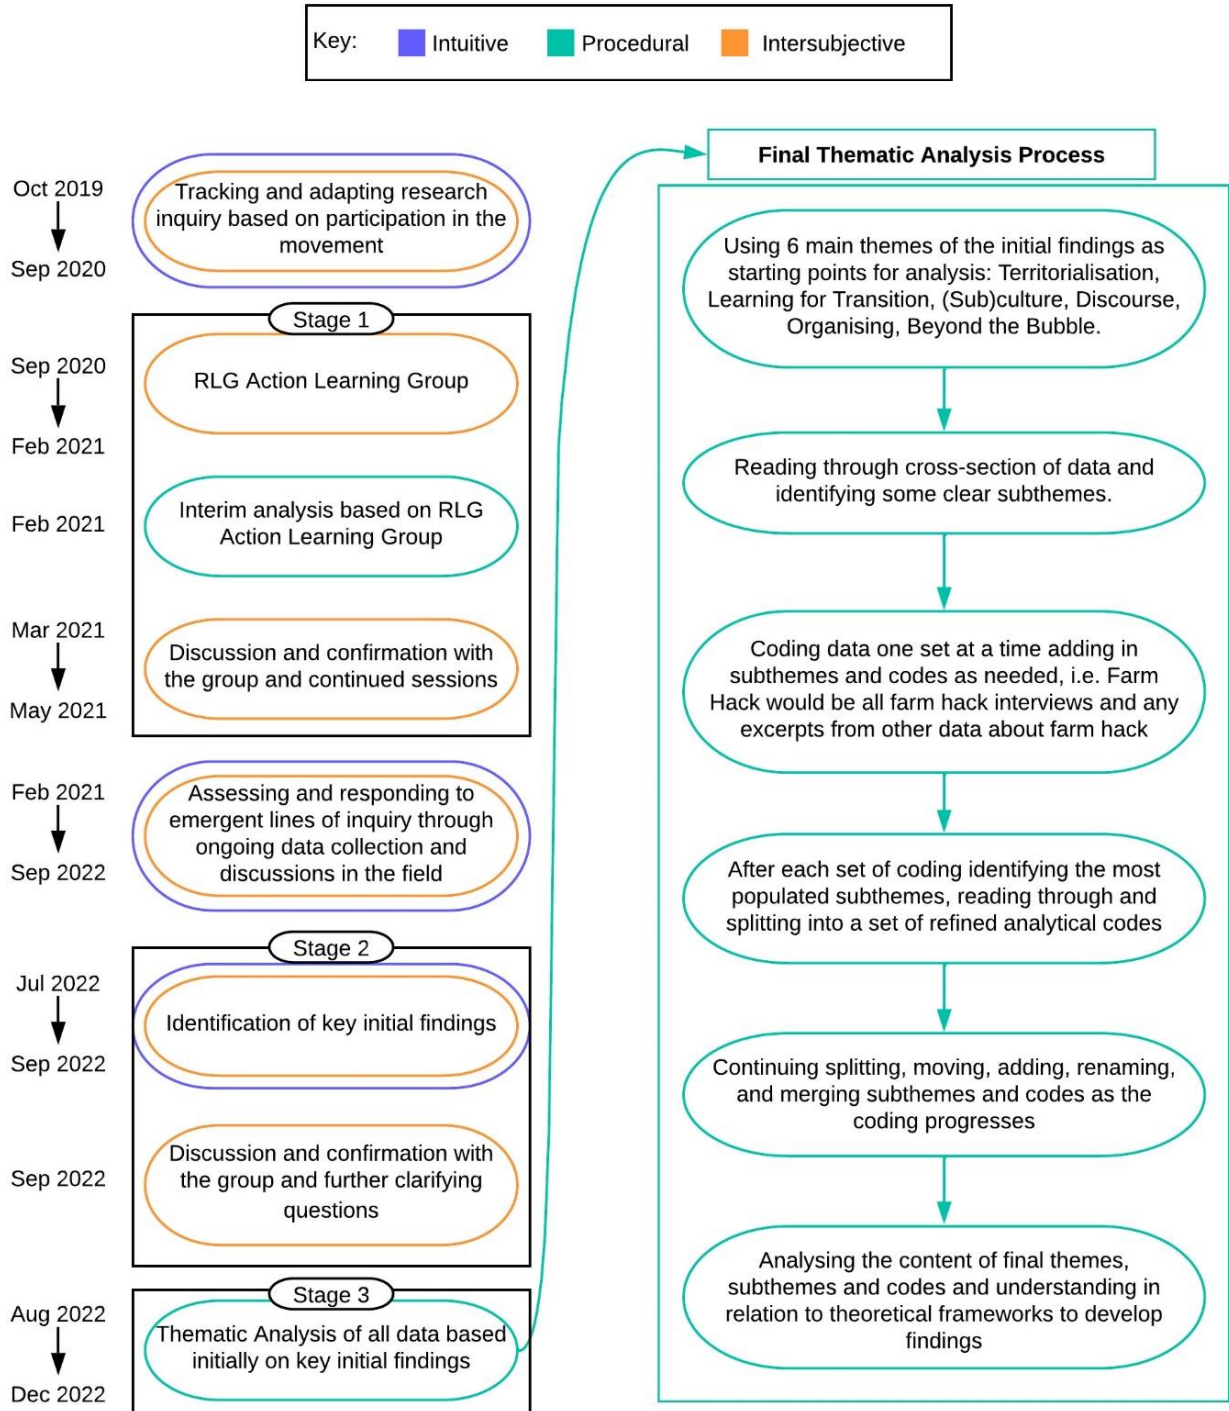 Key:
Intuitive
Procedural
Intersubjective
Oct 2019
Sep 2020
Tracking and adapting research
inquiry based on participation in the
movement
Stage 1
Sep 2020
Feb 2021
RLG Action Learning Group
Feb 2021
Interim analysis based on RLG
Action Learning Group
Mar 2021
May 2021
Discussion and confirmation with
the group and continued sessions
Feb 2021
Sep 2022
Assessing and responding to
emergent lines of inquiry through
ongoing data collection and
discussions in the field
Stage 2
Jul 2022
Sep 2022
Identification of key initial findings
Sep 2022
Discussion and confirmation with
the group and further clarifying
questions
Stage 3
Aug 2022
Dec 2022
Thematic Analysis of all data based
initially on key initial findings
Final Thematic Analysis Process
Using 6 main themes of the initial findings as
starting points for analysis: Territorialisation,
Learning for Transition, (Sub)culture, Discourse,
Organising, Beyond the Bubble.
Reading through cross-section of data and
identifying some clear subthemes.
Coding data one set at a time adding in
subthemes and codes as needed, i.e. Farm
Hack would be all farm hack interviews and any
excerpts from other data about farm hack
After each set of coding identifying the most
populated subthemes, reading through and
splitting into a set of refined analytical codes
Continuing splitting, moving, adding, renaming,
and merging subthemes and codes as the
coding progresses
Analysing the content of final themes,
subthemes and codes and understanding in
relation to theoretical frameworks to develop
findings